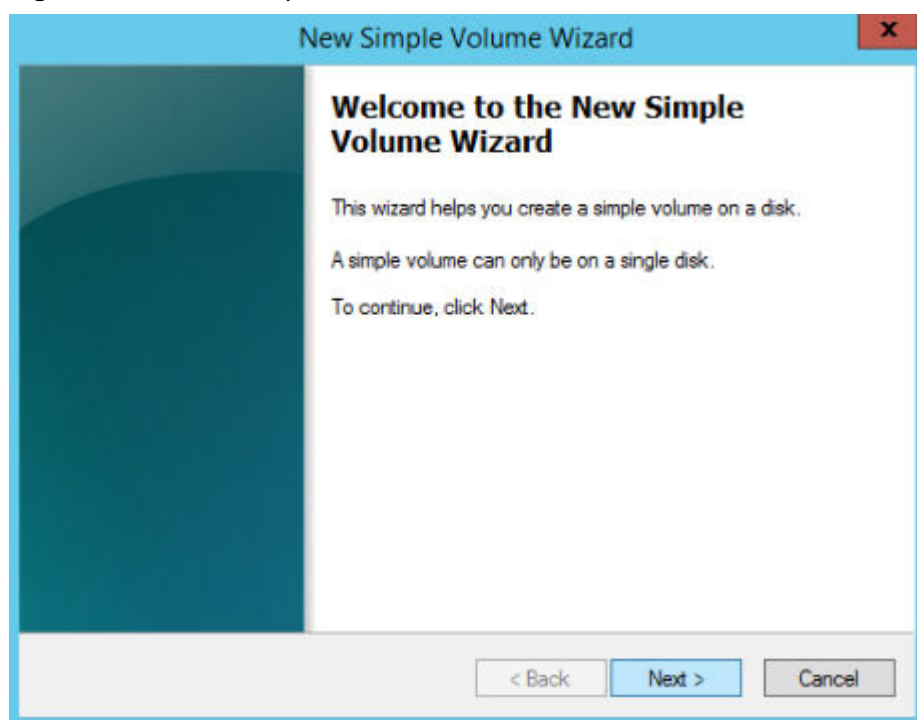 New Simple Volume Wizard
x
Welcome to the New Simple
Volume Wizard
This wizard helps you create a simple volume on a disk.
A simple volume can only be on a single disk.
To continue, click Next.
< Back
Next >
Cancel